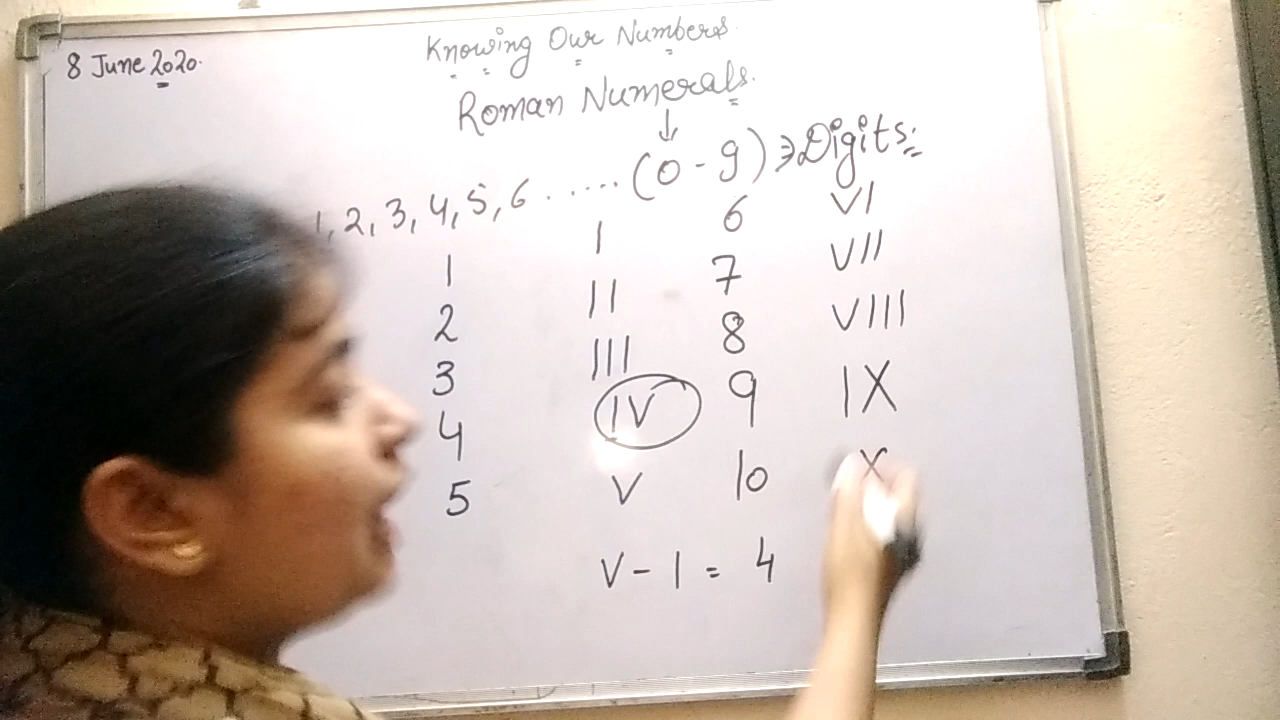 8 June 2020.
Knowing Our Numbers.
Roman Numerals.
↓
1, 2, 3, 4, 5, 6 ..... (0 - 9) → Digits.
1 I 6 VI
2 II 7 VII
3 III 8 VIII
4 IV 9 IX
5 V 10 X
V - I = 4